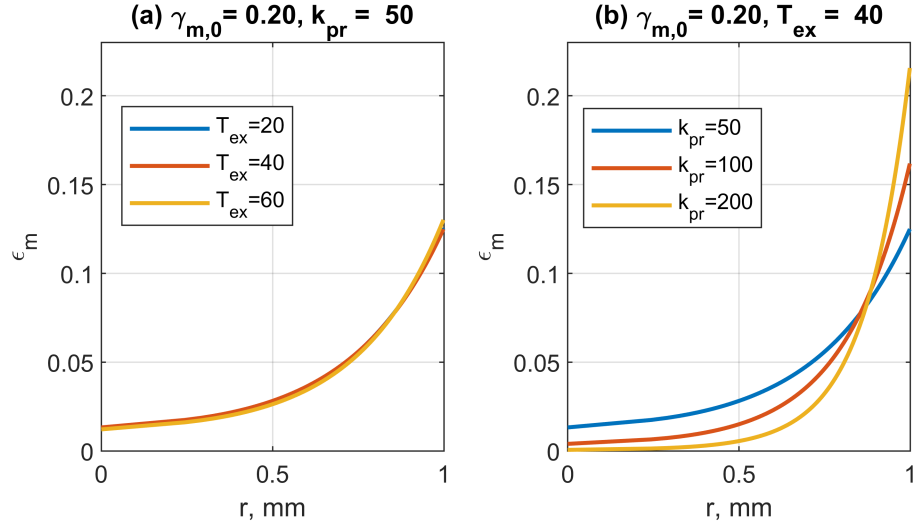 (a) γm,0= 0.20, kpr = 50
0.2
0.15
0.1
0.05
0
Tex=20
Tex=40
Tex=60
ϵm
0
0.5
1
r, mm
(b) γm,0= 0.20, Tex = 40
0.2
0.15
0.1
0.05
0
kpr=50
kpr=100
kpr=200
ϵm
0
0.5
1
r, mm